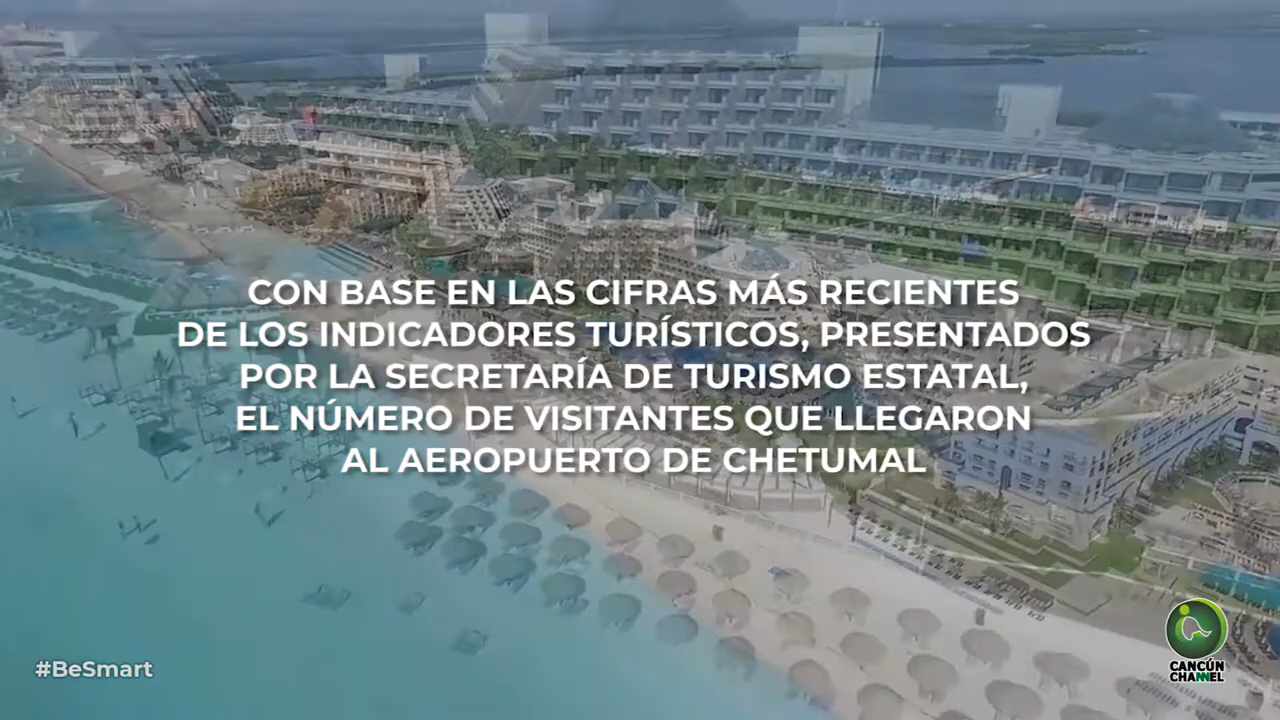 CON BASE EN LAS CIFRAS MÁS RECIENTES
DE LOS INDICADORES TURÍSTICOS, PRESENTADOS
POR LA SECRETARÍA DE TURISMO ESTATAL,
EL NÚMERO DE VISITANTES QUE LLEGARON
AL AEROPUERTO DE CHETUMAL
#BeSmart
CANCÚN
CHANNEL